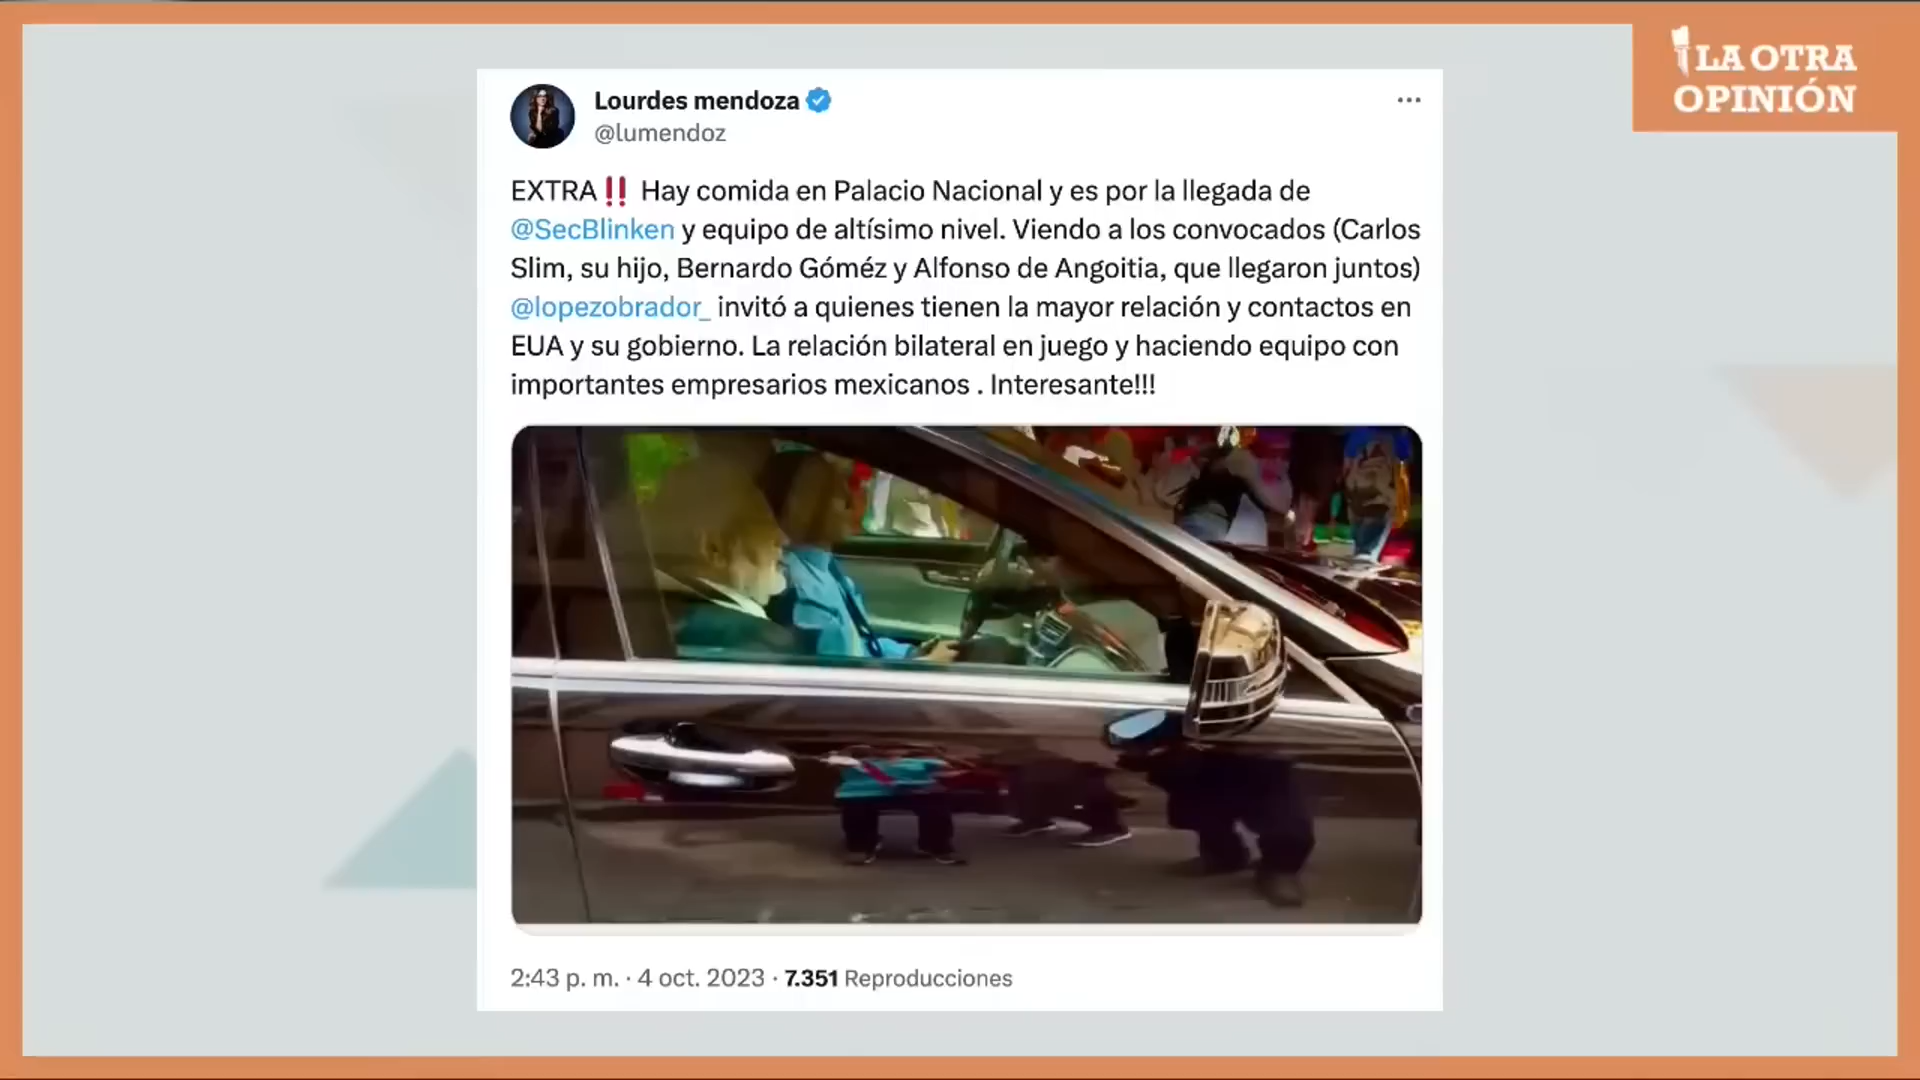 LA OTRA
OPINIÓN
Lourdes mendoza
@lumendoz
EXTRA‼️ Hay comida en Palacio Nacional y es por la llegada de
@SecBlinken y equipo de altísimo nivel. Viendo a los convocados (Carlos
Slim, su hijo, Bernardo Góméz y Alfonso de Angoitia, que llegaron juntos)
@lopezobrador_ invitó a quienes tienen la mayor relación y contactos en
EUA y su gobierno. La relación bilateral en juego y haciendo equipo con
importantes empresarios mexicanos . Interesante!!!
2:43 p. m. · 4 oct. 2023 · 7.351 Reproducciones